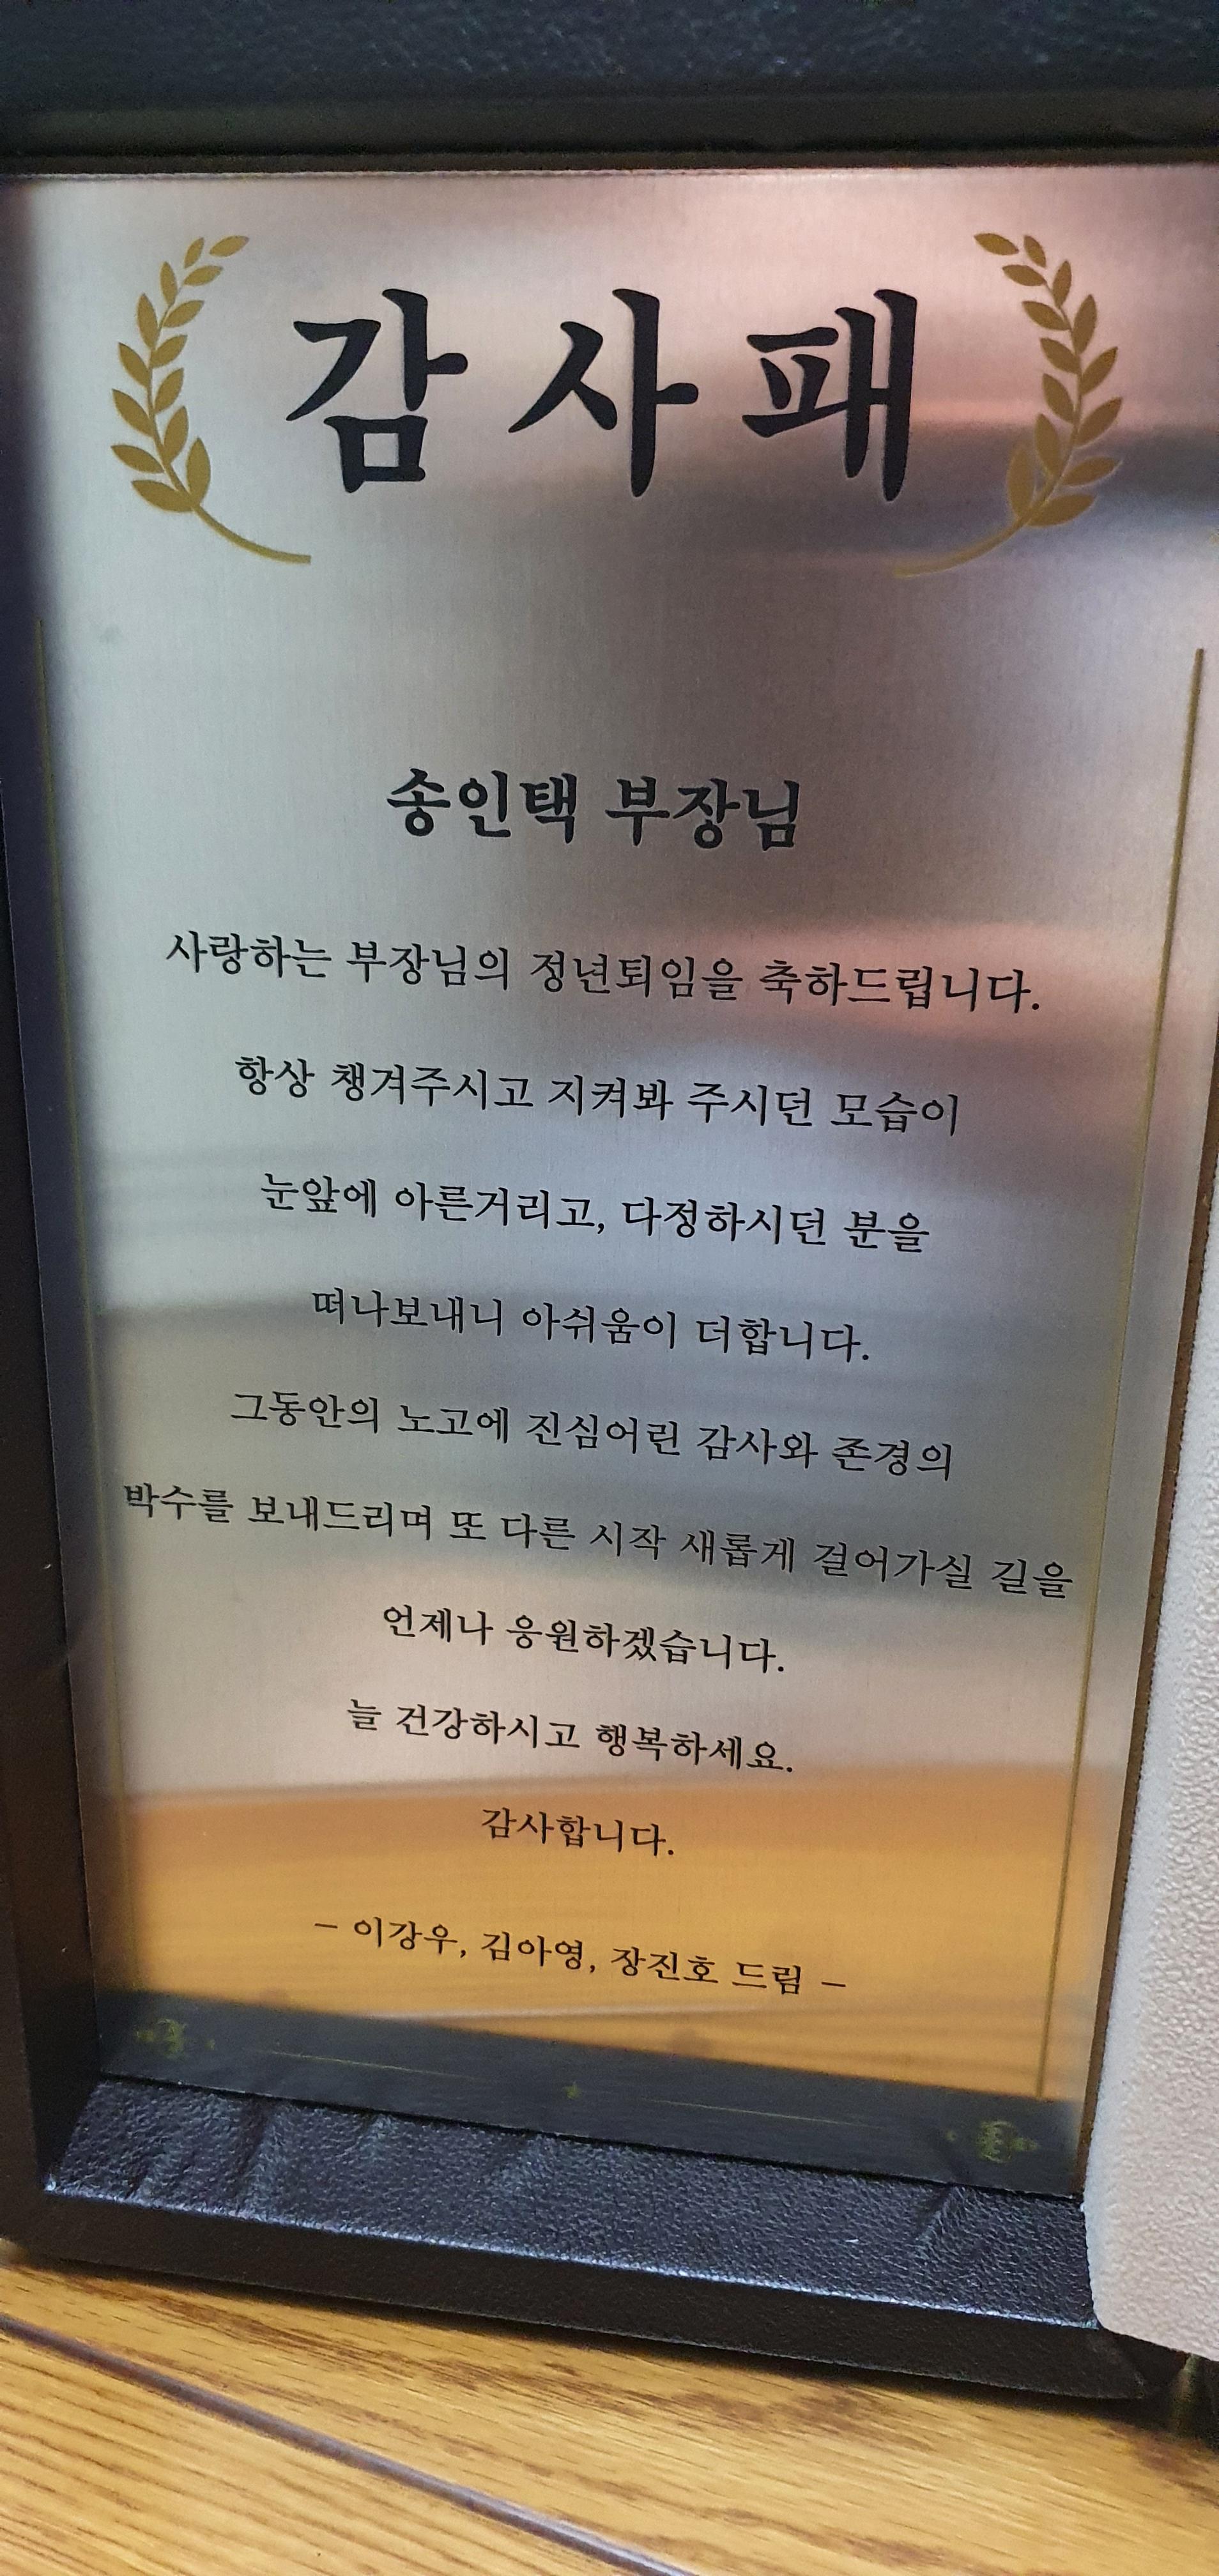 감사패
송인택 부장님
사랑하는 부장님의 정년퇴임을 축하드립니다.
항상 챙겨주시고 지켜봐 주시던 모습이
눈앞에 아른거리고, 다정하시던 분을
떠나보내니 아쉬움이 더합니다.
그동안의 노고에 진심어린 감사와 존경의
박수를 보내드리며 또 다른 시작 새롭게 걸어가실 길을
언제나 응원하겠습니다.
늘 건강하시고 행복하세요.
감사합니다.
- 이강우, 김아영, 장진호 드림 -